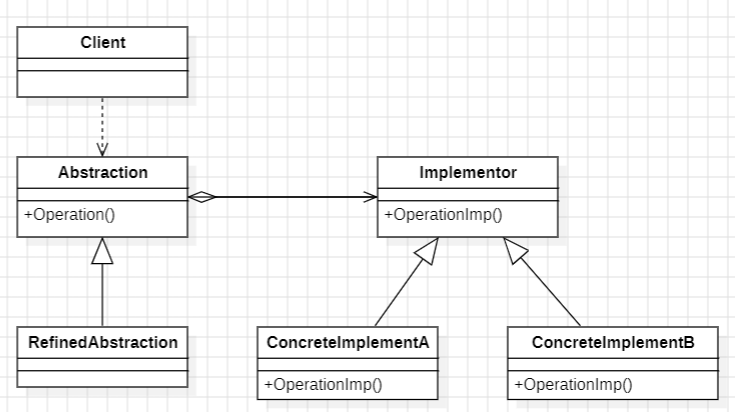 Client
Abstraction
+Operation()
Implementor
+OperationImp()
RefinedAbstraction
ConcreteImplementA
+OperationImp()
ConcreteImplementB
+OperationImp()